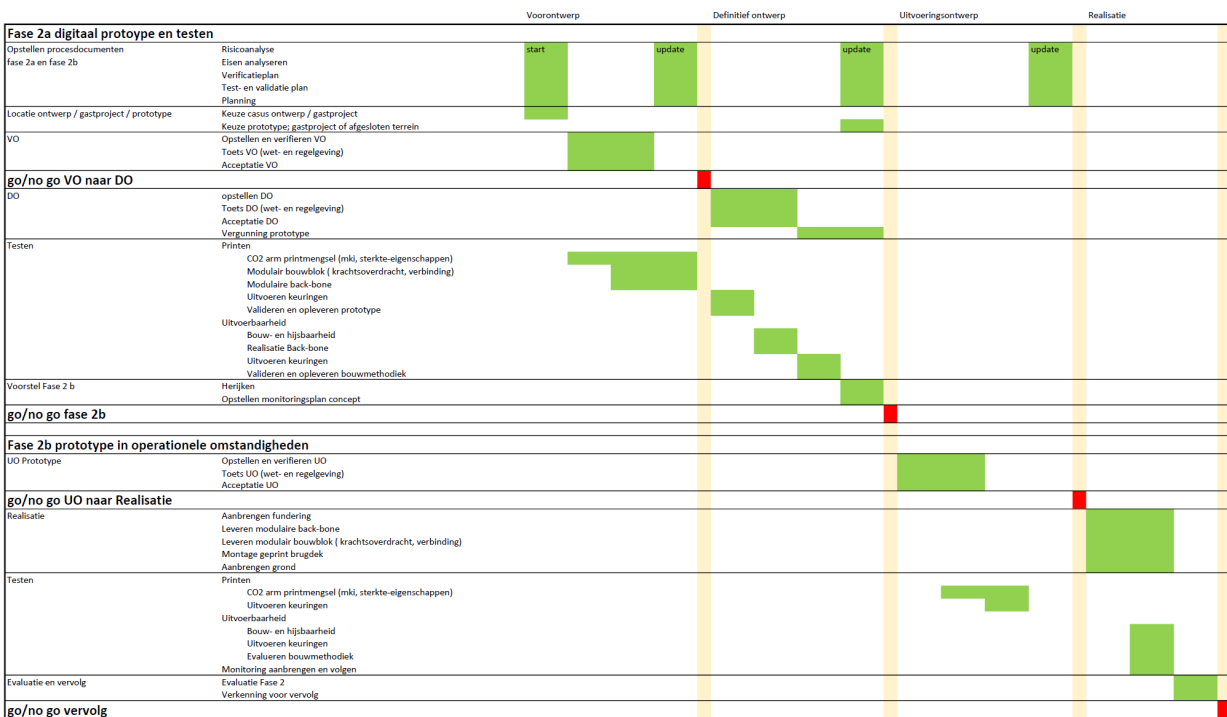 Voorontwerp Definitief ontwerp Uitvoeringsontwerp Realisatie
Fase 2a digitaal protoype en testen
Opstellen procesdocumenten Risicoanalyse start update update update
fase 2a en fase 2b Eisen analyseren
Verificatieplan
Test- en validatie plan
Planning
Locatie ontwerp / gastproject / prototype Keuze casus ontwerp / gastproject
Keuze prototype; gastproject of afgesloten terrein
VO Opstellen en verifieren VO
Toets VO (wet- en regelgeving)
Acceptatie VO
go/no go VO naar DO
DO opstellen DO
Toets DO (wet- en regelgeving)
Acceptatie DO
Vergunning prototype
Testen Printen
CO2 arm printmengsel (mki, sterkte-eigenschappen)
Modulair bouwblok ( krachtsoverdracht, verbinding)
Modulaire back-bone
Uitvoeren keuringen
Valideren en opleveren prototype
Uitvoerbaarheid
Bouw- en hijsbaarheid
Realisatie Back-bone
Uitvoeren keuringen
Valideren en opleveren bouwmethodiek
Voorstel Fase 2 b Herijken
Opstellen monitoringsplan concept
go/no go fase 2b
Fase 2b prototype in operationele omstandigheden
UO Prototype Opstellen en verifieren UO
Toets UO (wet- en regelgeving)
Acceptatie UO
go/no go UO naar Realisatie
Realisatie Aanbrengen fundering
Leveren modulaire back-bone
Leveren modulair bouwblok ( krachtsoverdracht, verbinding)
Montage geprint brugdek
Aanbrengen grond
Testen Printen
CO2 arm printmengsel (mki, sterkte-eigenschappen)
Uitvoeren keuringen
Uitvoerbaarheid
Bouw- en hijsbaarheid
Uitvoeren keuringen
Evalueren bouwmethodiek
Monitoring aanbrengen en volgen
Evaluatie en vervolg Evaluatie Fase 2
Verkenning voor vervolg
go/no go vervolg